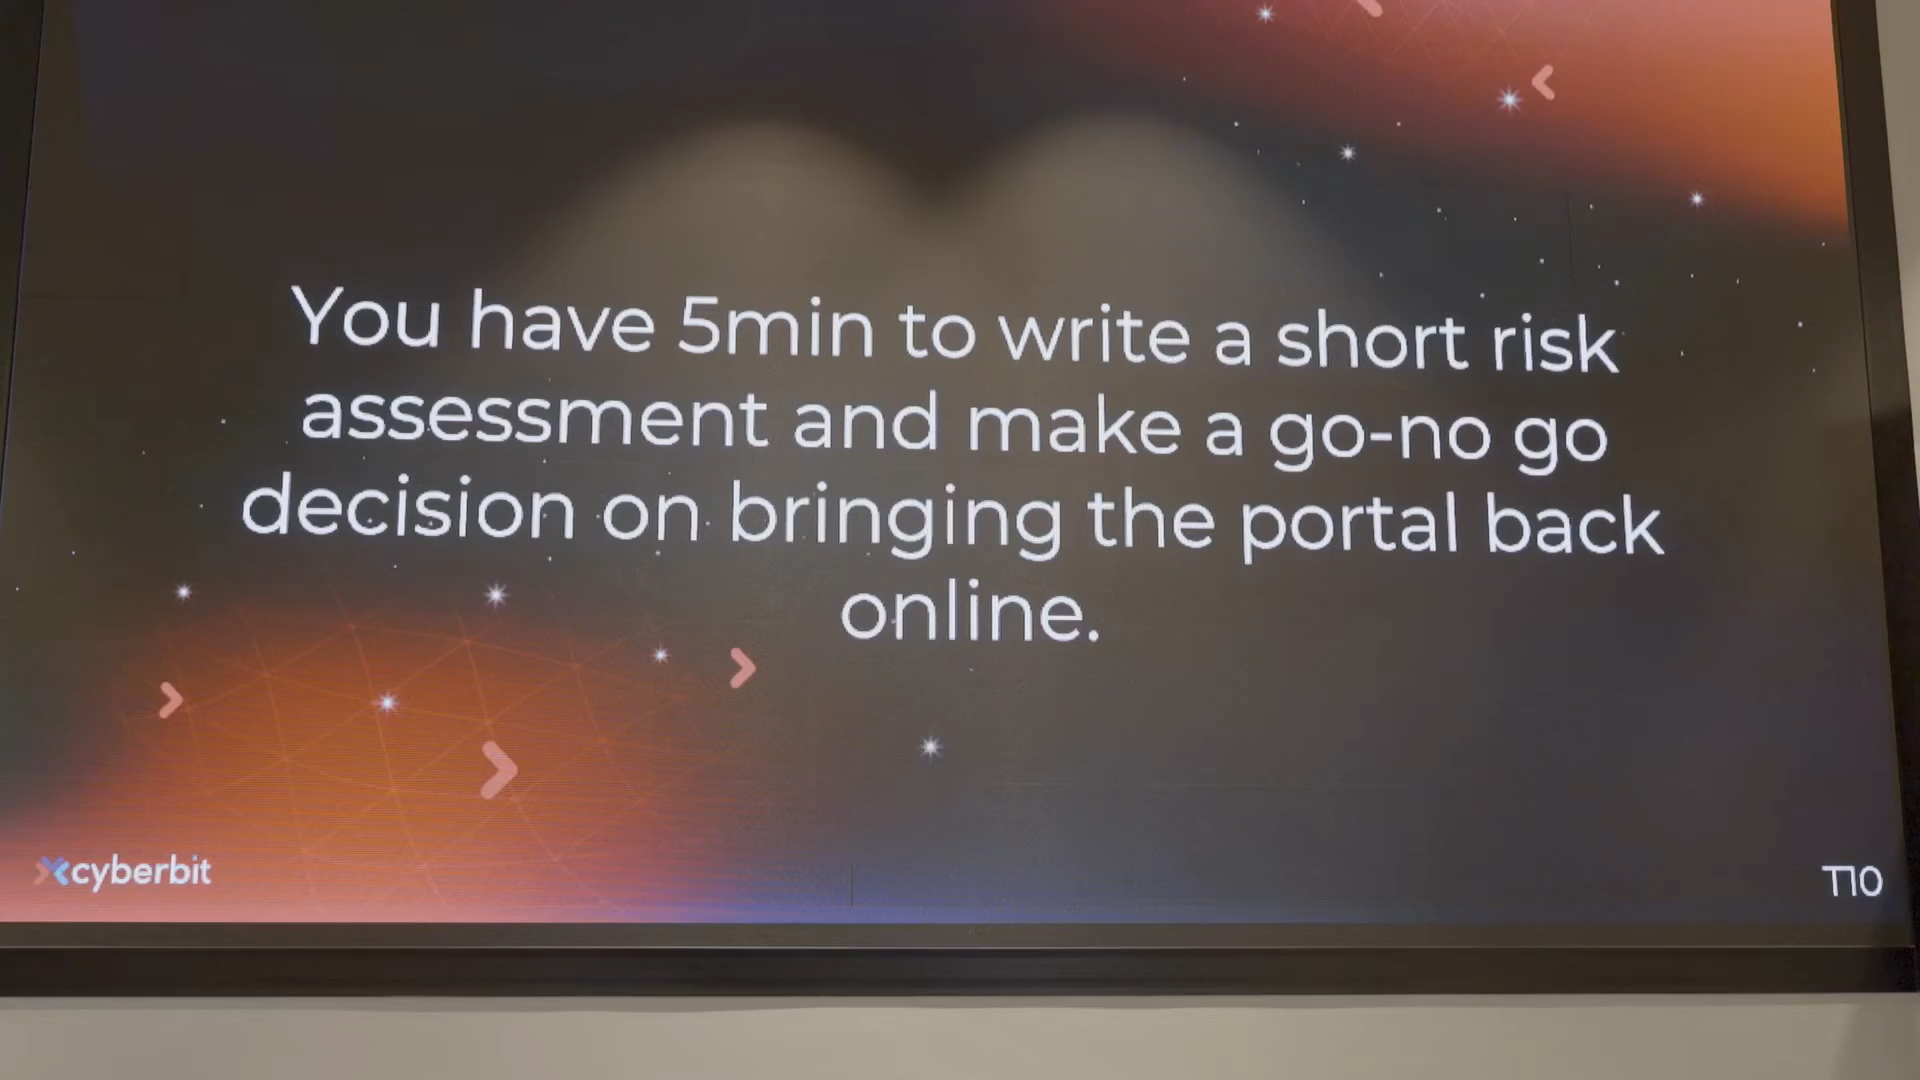 You have 5min to write a short risk
assessment and make a go-no go
decision on bringing the portal back
online.
cyberbit
T10